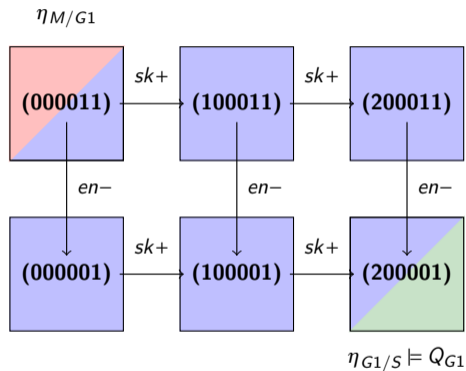 η_{M/G1}
sk+ sk+
(000011) (100011) (200011)
en− en− en−
sk+ sk+
(000001) (100001) (200001)
η_{G1/S} ⊨ Q_{G1}